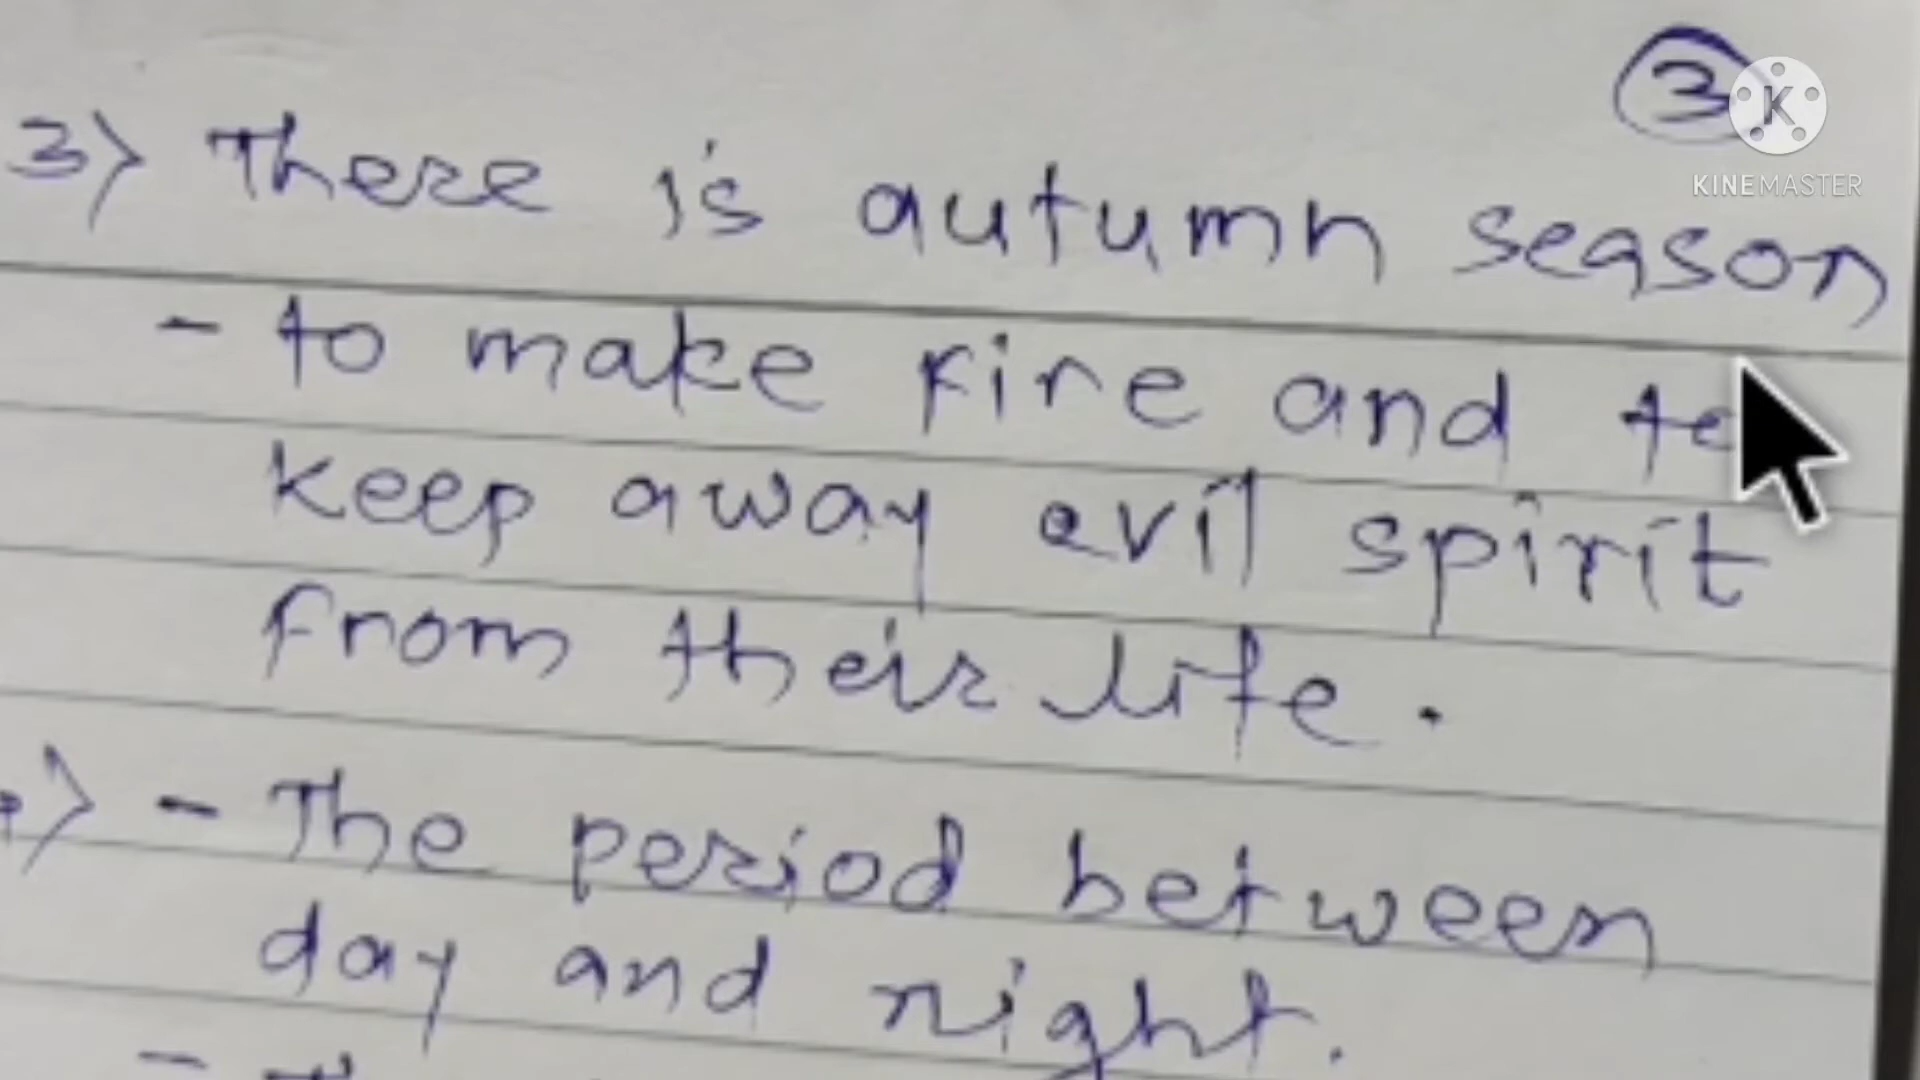 3
K
KINEMASTER
3) There is autumn season
- to make fire and to
keep away evil spirit
from their life.
) - The period between
day and night.
-